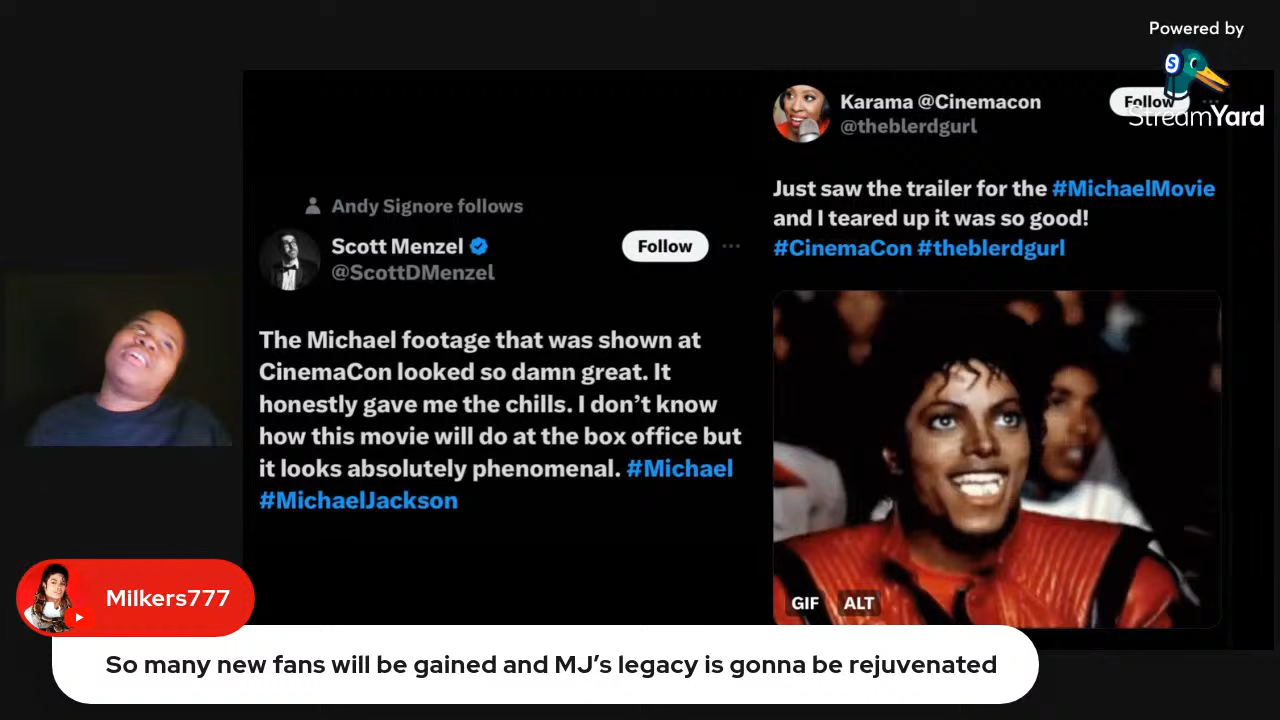 Powered by
StreamYard
Andy Signore follows
Scott Menzel
@ScottDMenzel
Follow
The Michael footage that was shown at
CinemaCon looked so damn great. It
honestly gave me the chills. I don’t know
how this movie will do at the box office but
it looks absolutely phenomenal. #Michael
#MichaelJackson
Karama @Cinemacon
@theblerdgurl
Follow
Just saw the trailer for the #MichaelMovie
and I teared up it was so good!
#CinemaCon #theblerdgurl
GIF ALT
Milkers777
So many new fans will be gained and MJ’s legacy is gonna be rejuvenated